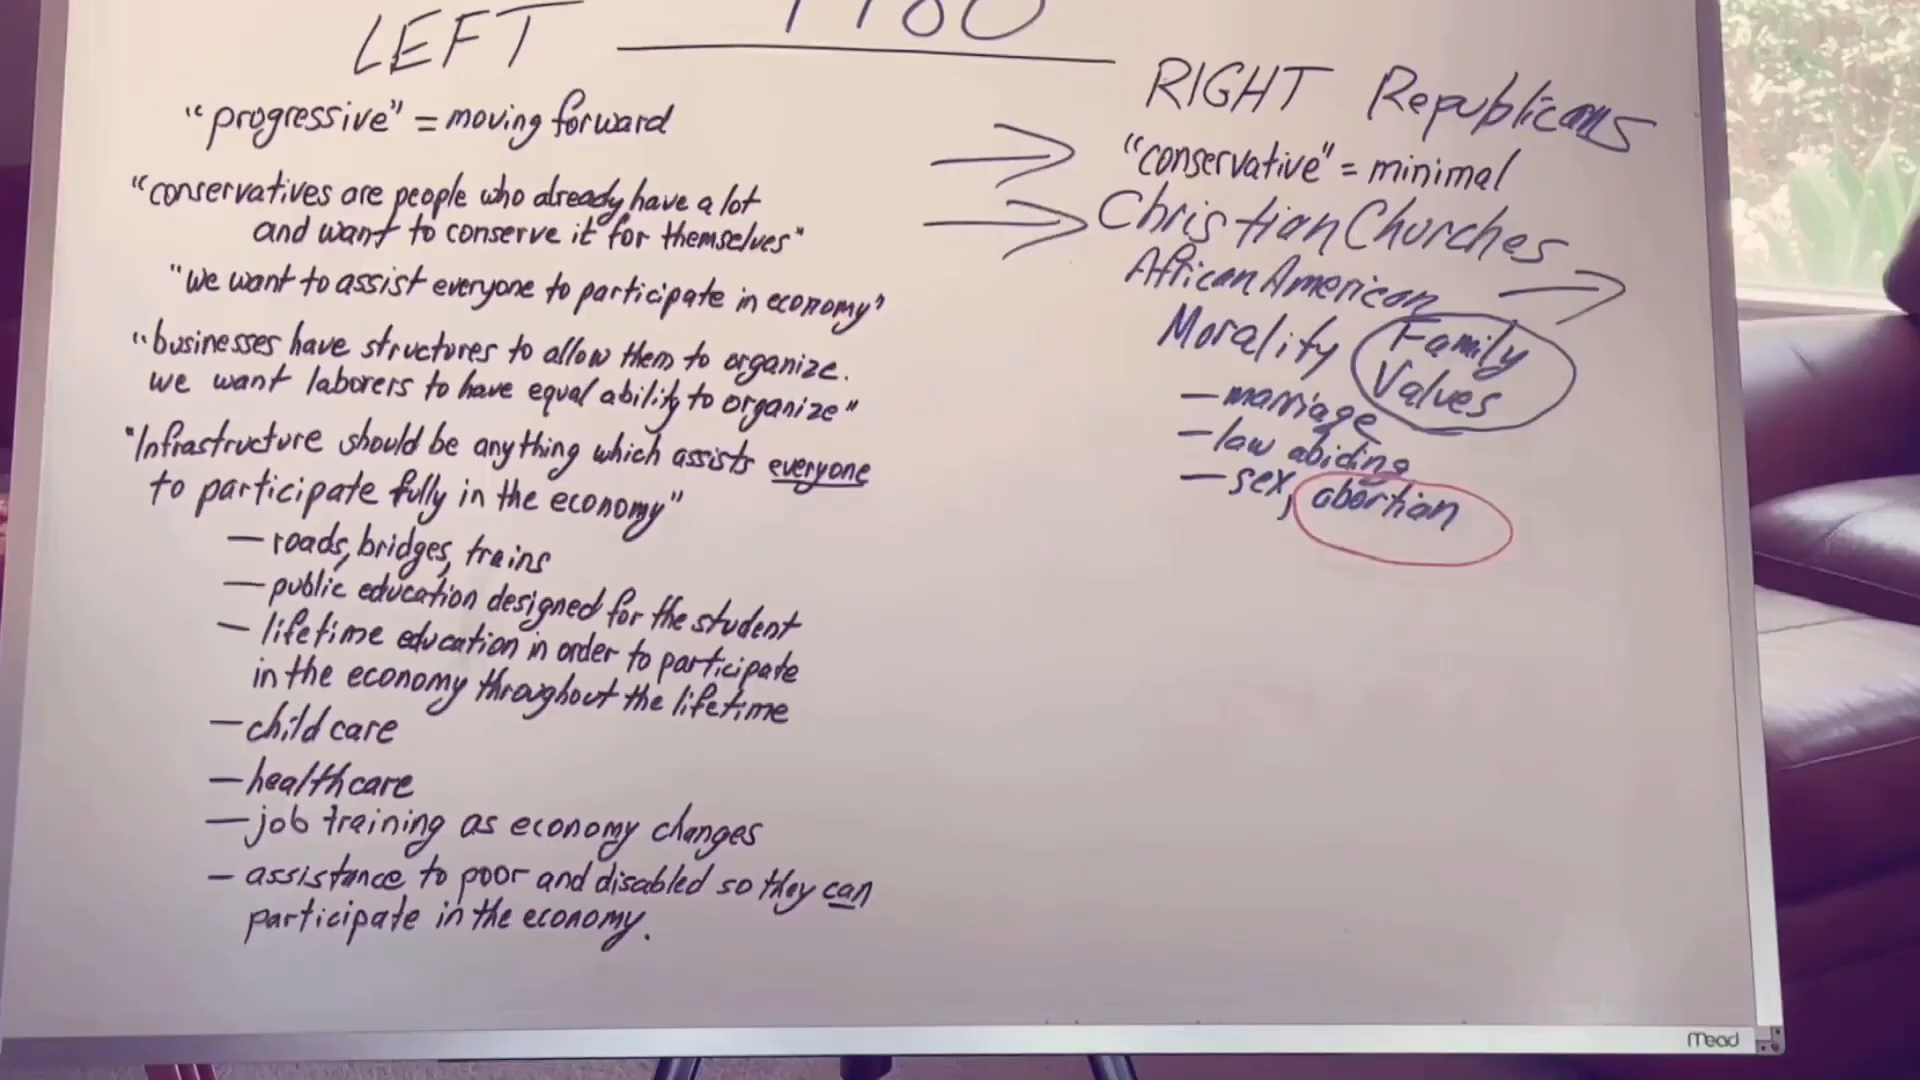 LEFT
1980
"progressive" = moving forward
"conservatives are people who already have a lot
and want to conserve it for themselves"
"we want to assist everyone to participate in economy"
"businesses have structures to allow them to organize.
we want laborers to have equal ability to organize"
"Infrastructure should be anything which assists everyone
to participate fully in the economy"
— roads, bridges, trains
— public education designed for the student
— lifetime education in order to participate
in the economy throughout the lifetime
— child care
— healthcare
— job training as economy changes
— assistance to poor and disabled so they can
participate in the economy.
RIGHT Republicans
"conservative" = minimal
Christian Churches
African American
Morality Family
Values
— marriage
— law abiding
— sex, abortian
Mead